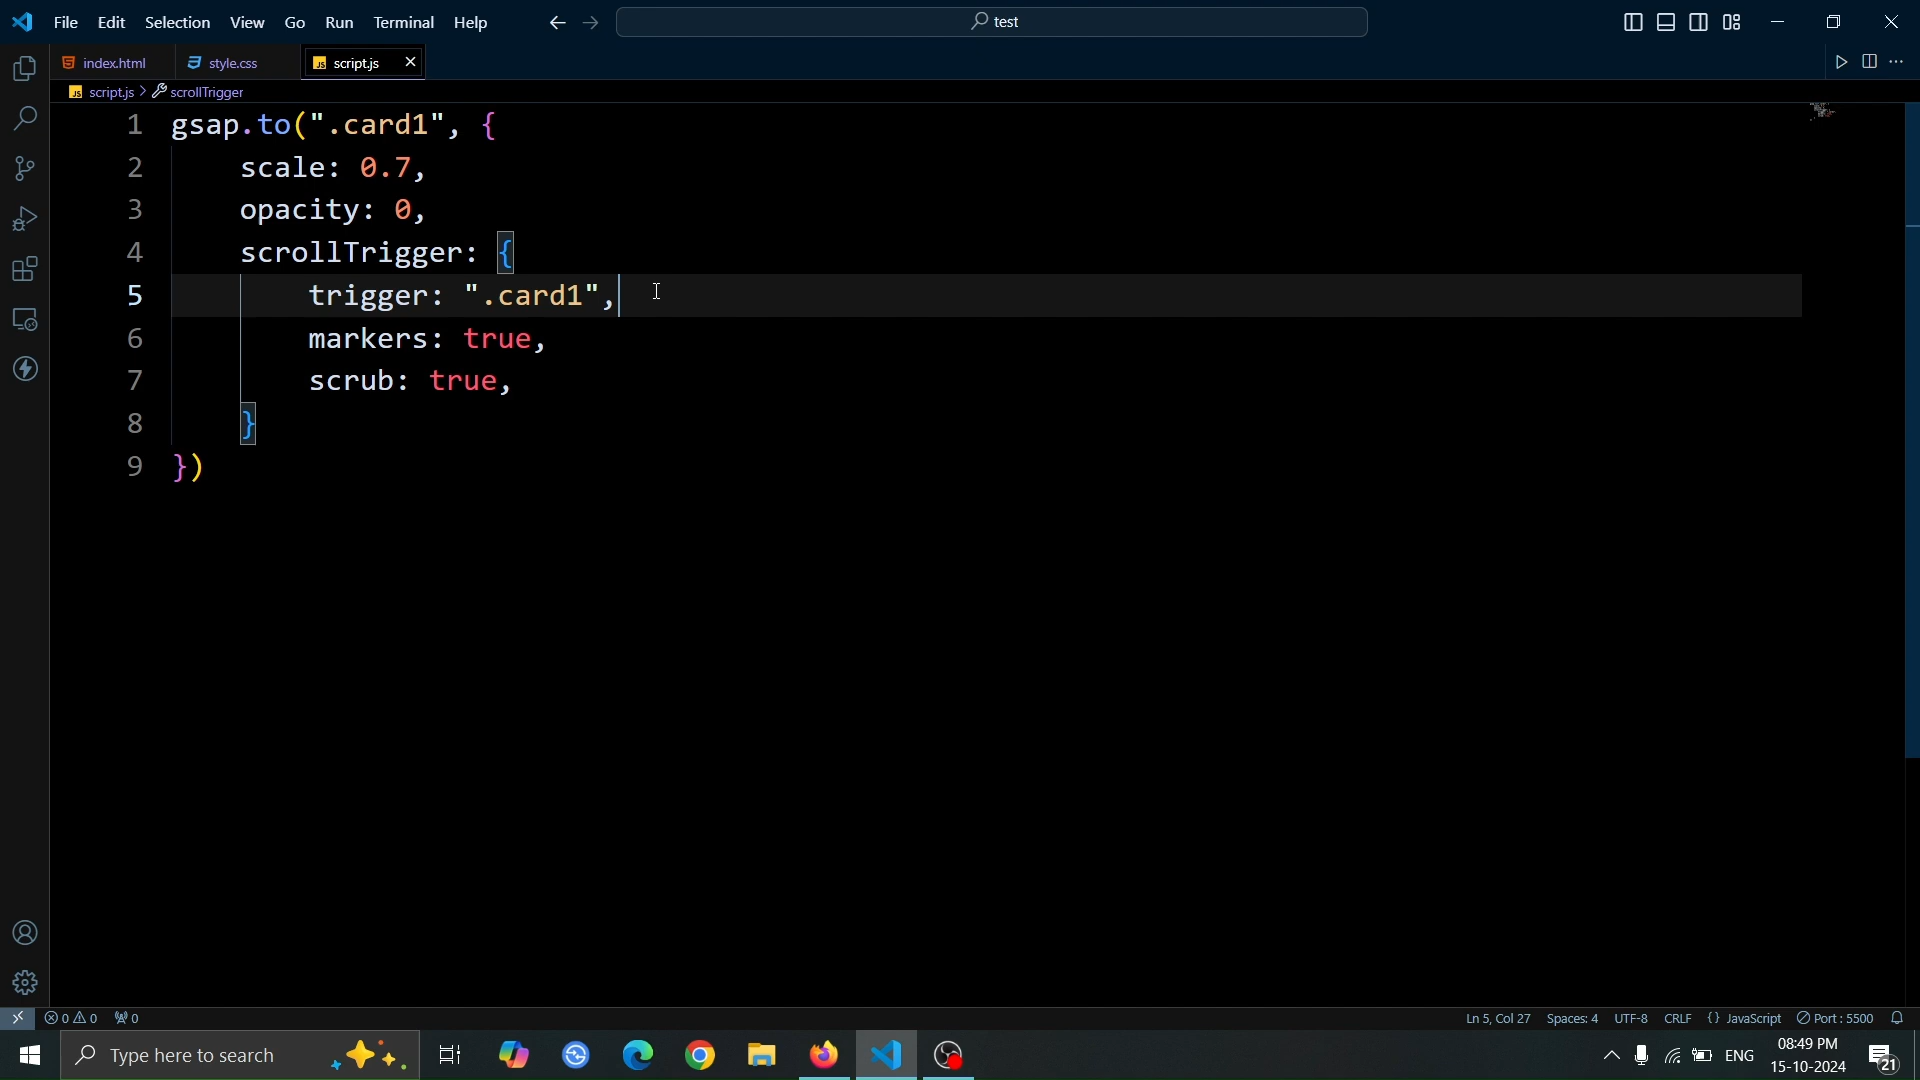 File Edit Selection View Go Run Terminal Help
test
index.html style.css script.js
script.js > scrollTrigger
1 gsap.to(".card1", {
2 scale: 0.7,
3 opacity: 0,
4 scrollTrigger: {
5 trigger: ".card1",
6 markers: true,
7 scrub: true,
8 }
9 })
0 0 0 Ln 5, Col 27 Spaces: 4 UTF-8 CRLF {} JavaScript Port : 5500
Type here to search ENG 08:49 PM
15-10-2024 21